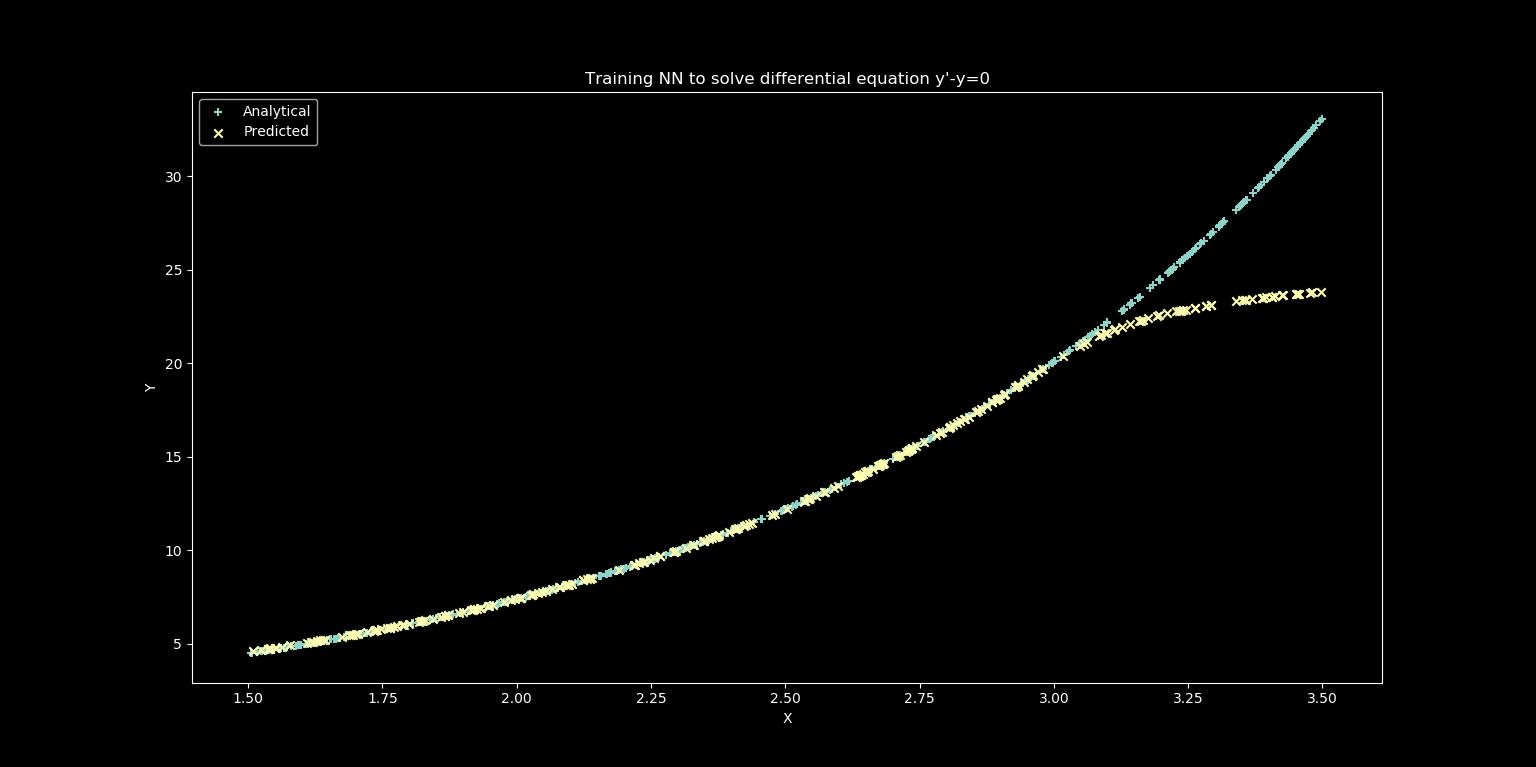 Training NN to solve differential equation y'-y=0
Analytical
Predicted
30
25
20
15
10
5
Y
1.50 1.75 2.00 2.25 2.50 2.75 3.00 3.25 3.50
X